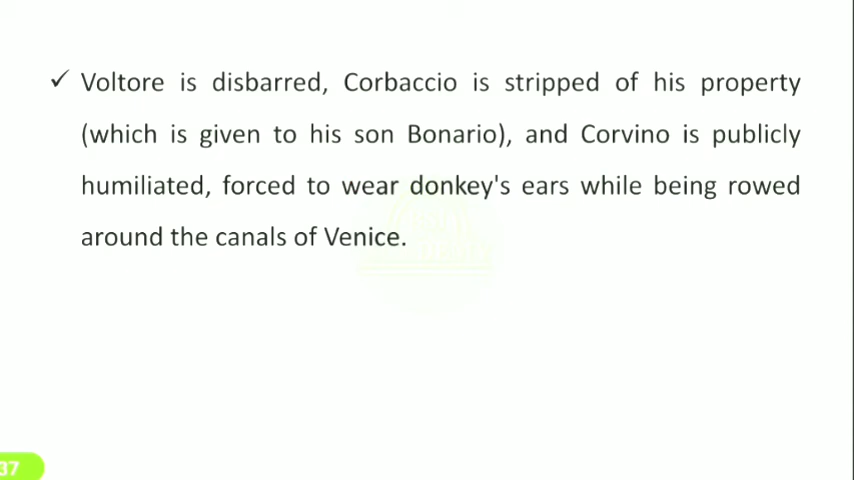 ✓ Voltore is disbarred, Corbaccio is stripped of his property
(which is given to his son Bonario), and Corvino is publicly
humiliated, forced to wear donkey's ears while being rowed
around the canals of Venice.
37